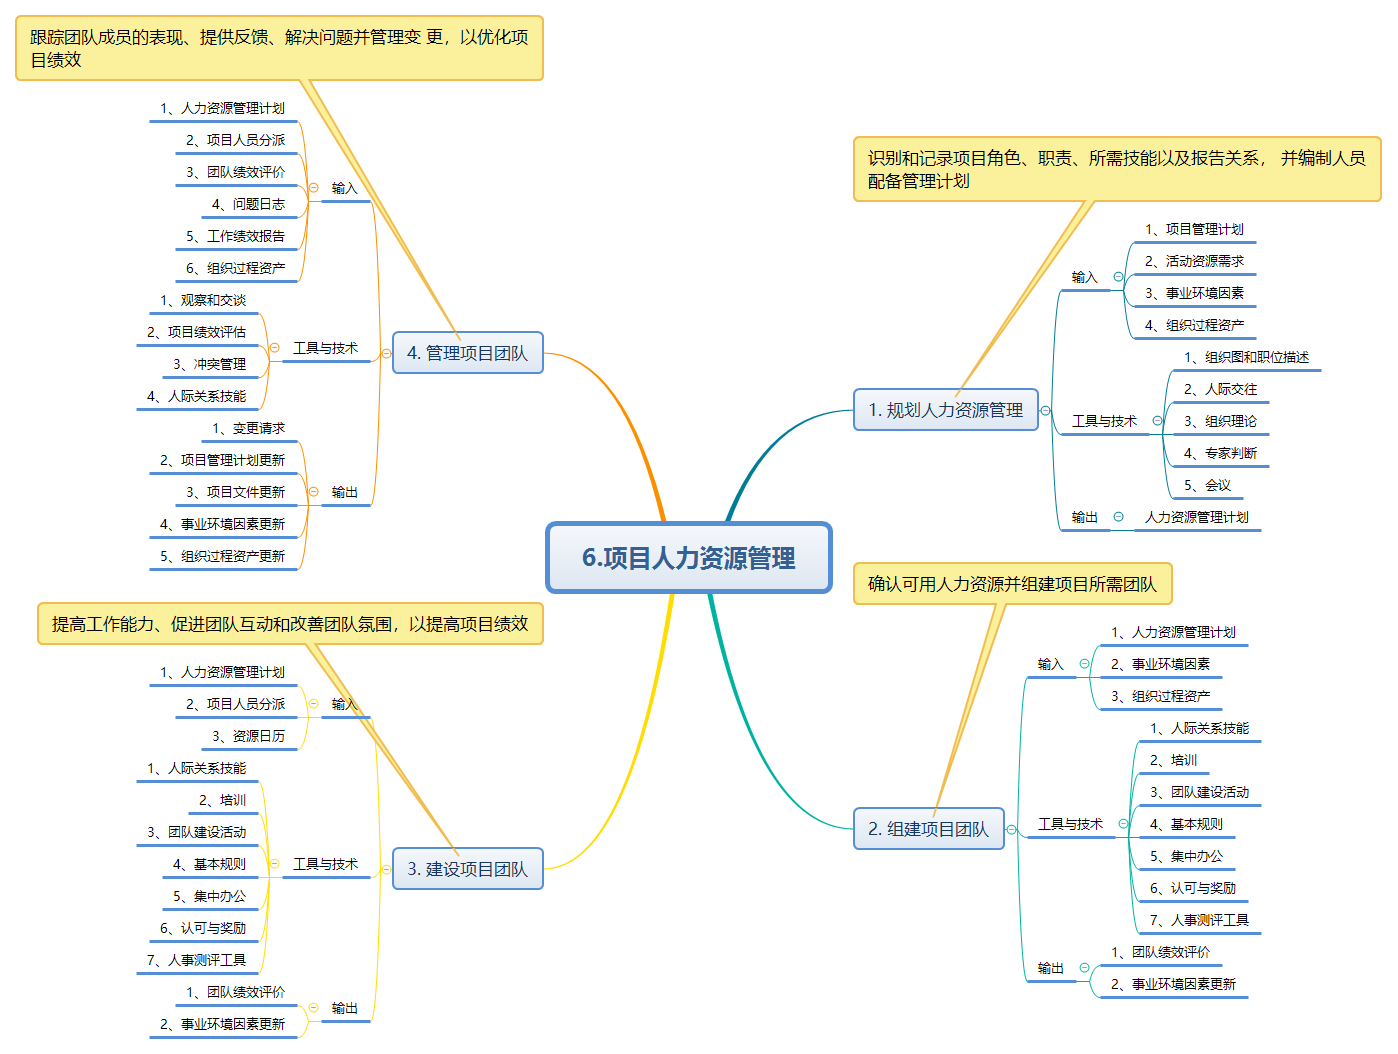 6.项目人力资源管理
识别和记录项目角色、职责、所需技能以及报告关系， 并编制人员
配备管理计划
1. 规划人力资源管理
输入
1、项目管理计划
2、活动资源需求
3、事业环境因素
4、组织过程资产
工具与技术
1、组织图和职位描述
2、人际交往
3、组织理论
4、专家判断
5、会议
输出
人力资源管理计划
确认可用人力资源并组建项目所需团队
2. 组建项目团队
输入
1、人力资源管理计划
2、事业环境因素
3、组织过程资产
工具与技术
1、人际关系技能
2、培训
3、团队建设活动
4、基本规则
5、集中办公
6、认可与奖励
7、人事测评工具
输出
1、团队绩效评价
2、事业环境因素更新
提高工作能力、促进团队互动和改善团队氛围，以提高项目绩效
3. 建设项目团队
输入
1、人力资源管理计划
2、项目人员分派
3、资源日历
工具与技术
1、人际关系技能
2、培训
3、团队建设活动
4、基本规则
5、集中办公
6、认可与奖励
7、人事测评工具
输出
1、团队绩效评价
2、事业环境因素更新
跟踪团队成员的表现、提供反馈、解决问题并管理变 更，以优化项
目绩效
4. 管理项目团队
输入
1、人力资源管理计划
2、项目人员分派
3、团队绩效评价
4、问题日志
5、工作绩效报告
6、组织过程资产
工具与技术
1、观察和交谈
2、项目绩效评估
3、冲突管理
4、人际关系技能
输出
1、变更请求
2、项目管理计划更新
3、项目文件更新
4、事业环境因素更新
5、组织过程资产更新